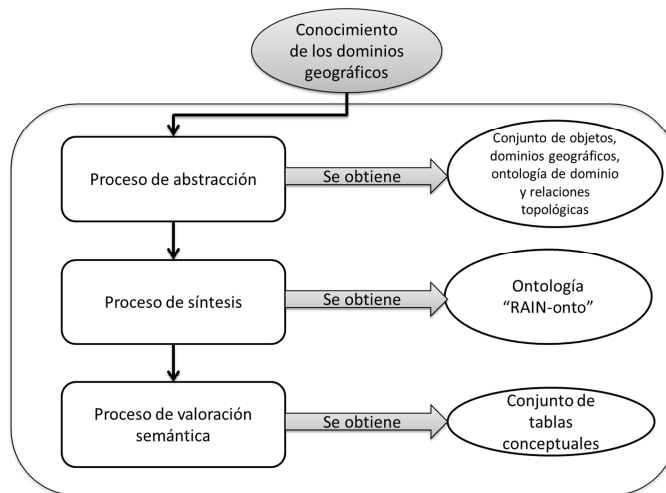 Conocimiento
de los dominios
geográficos
Proceso de abstracción
Se obtiene
Conjunto de objetos,
dominios geográficos,
ontología de dominio
y relaciones
topológicas
Proceso de síntesis
Se obtiene
Ontología
“RAIN-onto”
Proceso de valoración
semántica
Se obtiene
Conjunto de
tablas
conceptuales